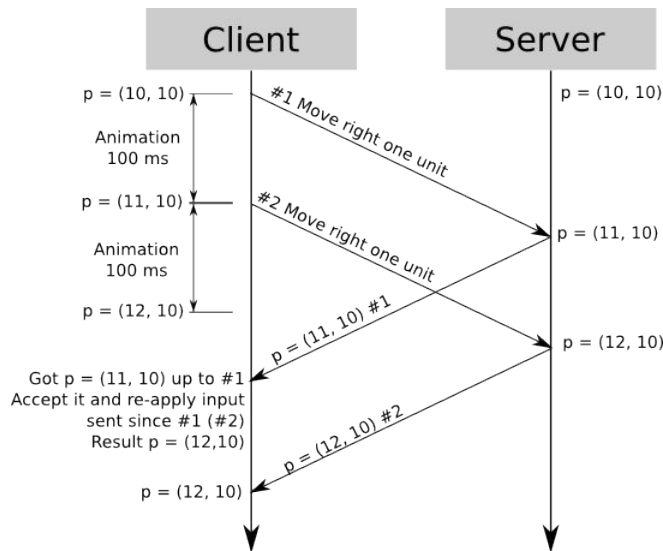 Client
Server
p = (10, 10)
p = (10, 10)
#1 Move right one unit
Animation
100 ms
p = (11, 10)
#2 Move right one unit
p = (11, 10)
Animation
100 ms
p = (12, 10)
p = (11, 10) #1
p = (12, 10)
Got p = (11, 10) up to #1
Accept it and re-apply input
sent since #1 (#2)
Result p = (12,10)
p = (12, 10) #2
p = (12, 10)